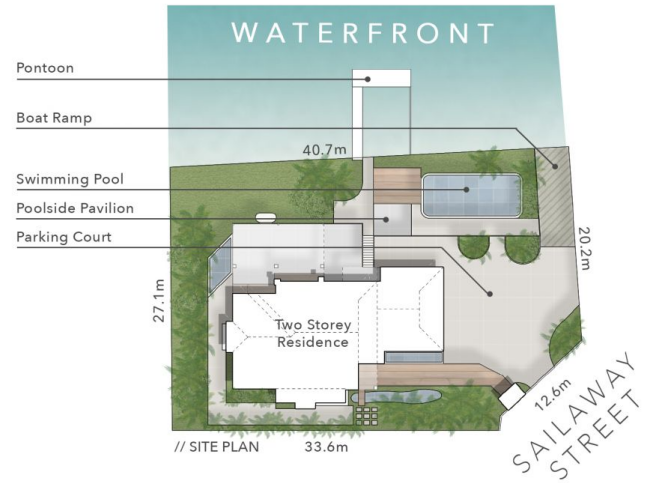 WATERFRONT
Pontoon
Boat Ramp
40.7m
Swimming Pool
Poolside Pavilion
Parking Court
20.2m
27.1m
Two Storey
Residence
12.6m
SAILAWAY
STREET
// SITE PLAN
33.6m